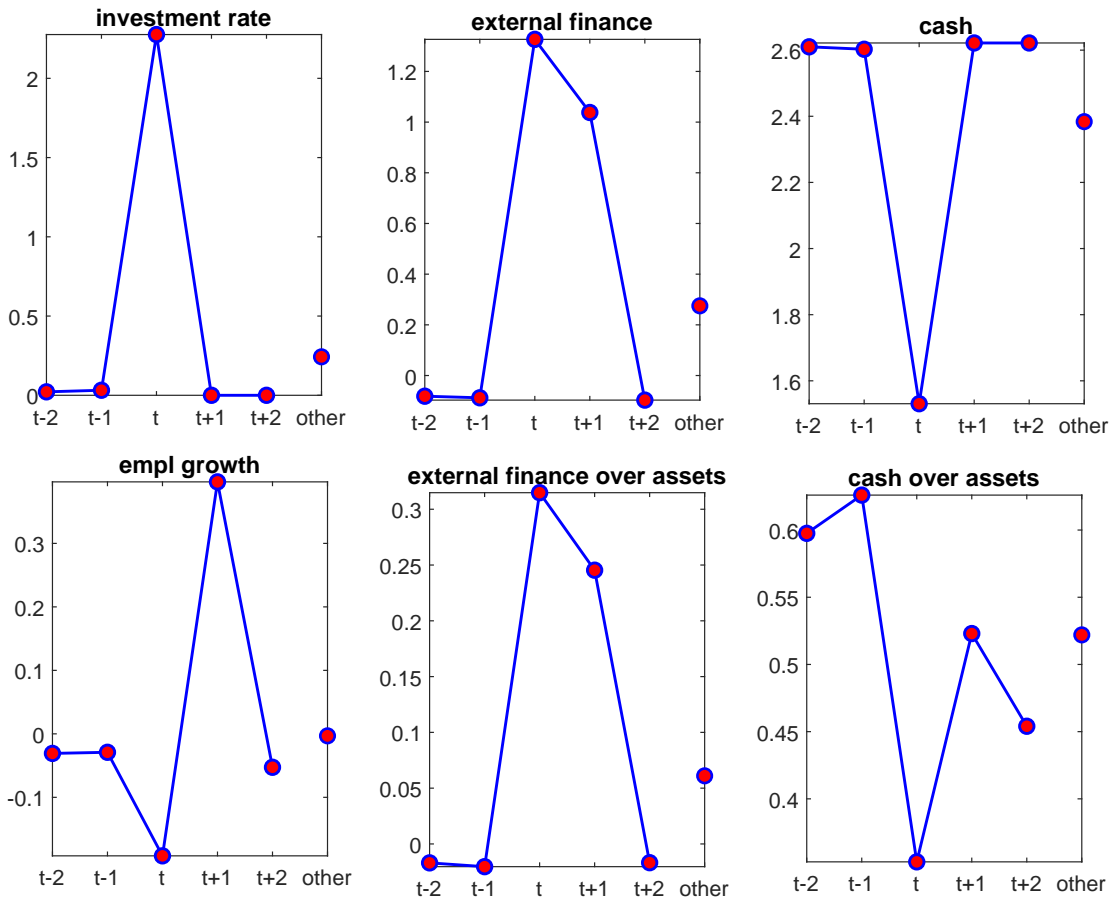 investment rate
2
1.5
1
0.5
0
t-2 t-1 t t+1 t+2 other
external finance
1.2
1
0.8
0.6
0.4
0.2
0
t-2 t-1 t t+1 t+2 other
cash
2.6
2.4
2.2
2
1.8
1.6
t-2 t-1 t t+1 t+2 other
empl growth
0.3
0.2
0.1
0
-0.1
t-2 t-1 t t+1 t+2 other
external finance over assets
0.3
0.25
0.2
0.15
0.1
0.05
0
t-2 t-1 t t+1 t+2 other
cash over assets
0.6
0.55
0.5
0.45
0.4
t-2 t-1 t t+1 t+2 other